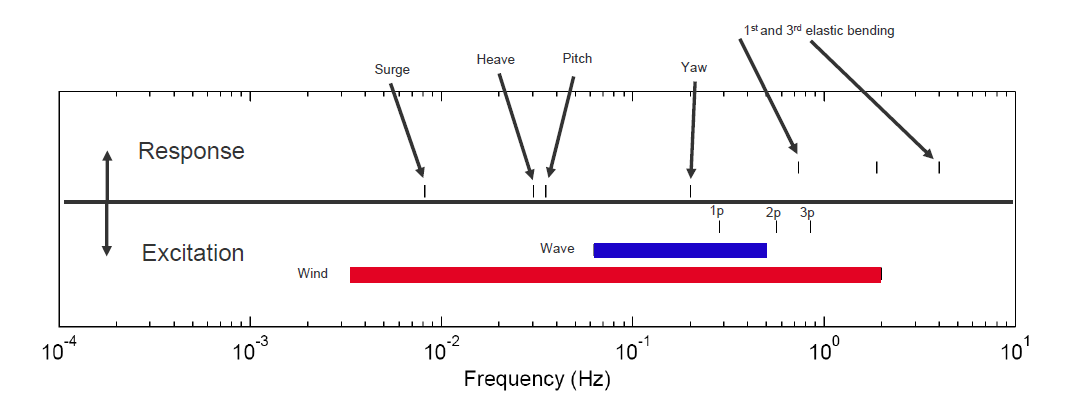 1st and 3rd elastic bending
Surge
Heave
Pitch
Yaw
Response
1p
2p
3p
Excitation
Wave
Wind
10-4
10-3
10-2
10-1
100
101
Frequency (Hz)